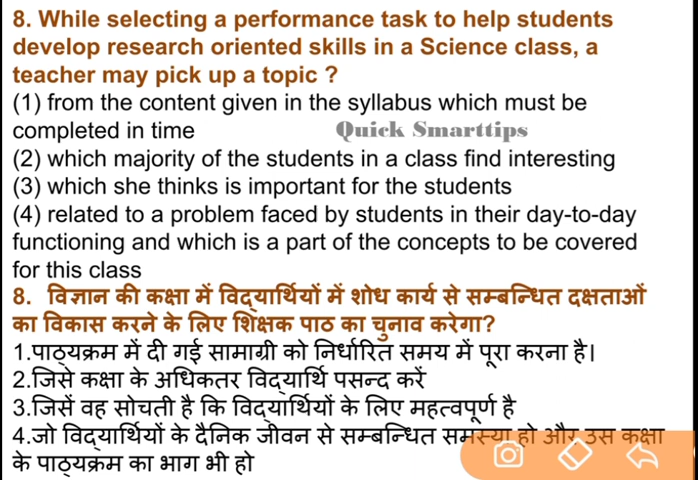 8. While selecting a performance task to help students
develop research oriented skills in a Science class, a
teacher may pick up a topic ?
(1) from the content given in the syllabus which must be
completed in time
Quick Smarttips
(2) which majority of the students in a class find interesting
(3) which she thinks is important for the students
(4) related to a problem faced by students in their day-to-day
functioning and which is a part of the concepts to be covered
for this class
8. विज्ञान की कक्षा में विद्यार्थियों में शोध कार्य से सम्बन्धित दक्षताओं
का विकास करने के लिए शिक्षक पाठ का चुनाव करेगा?
1.पाठ्यक्रम में दी गई सामाग्री को निर्धारित समय में पूरा करना है।
2.जिसे कक्षा के अधिकतर विद्यार्थि पसन्द करें
3.जिसें वह सोचती है कि विद्यार्थियों के लिए महत्वपूर्ण है
4.जो विद्यार्थियों के दैनिक जीवन से सम्बन्धित समस्या हो और उस कक्षा
के पाठ्यक्रम का भाग भी हो